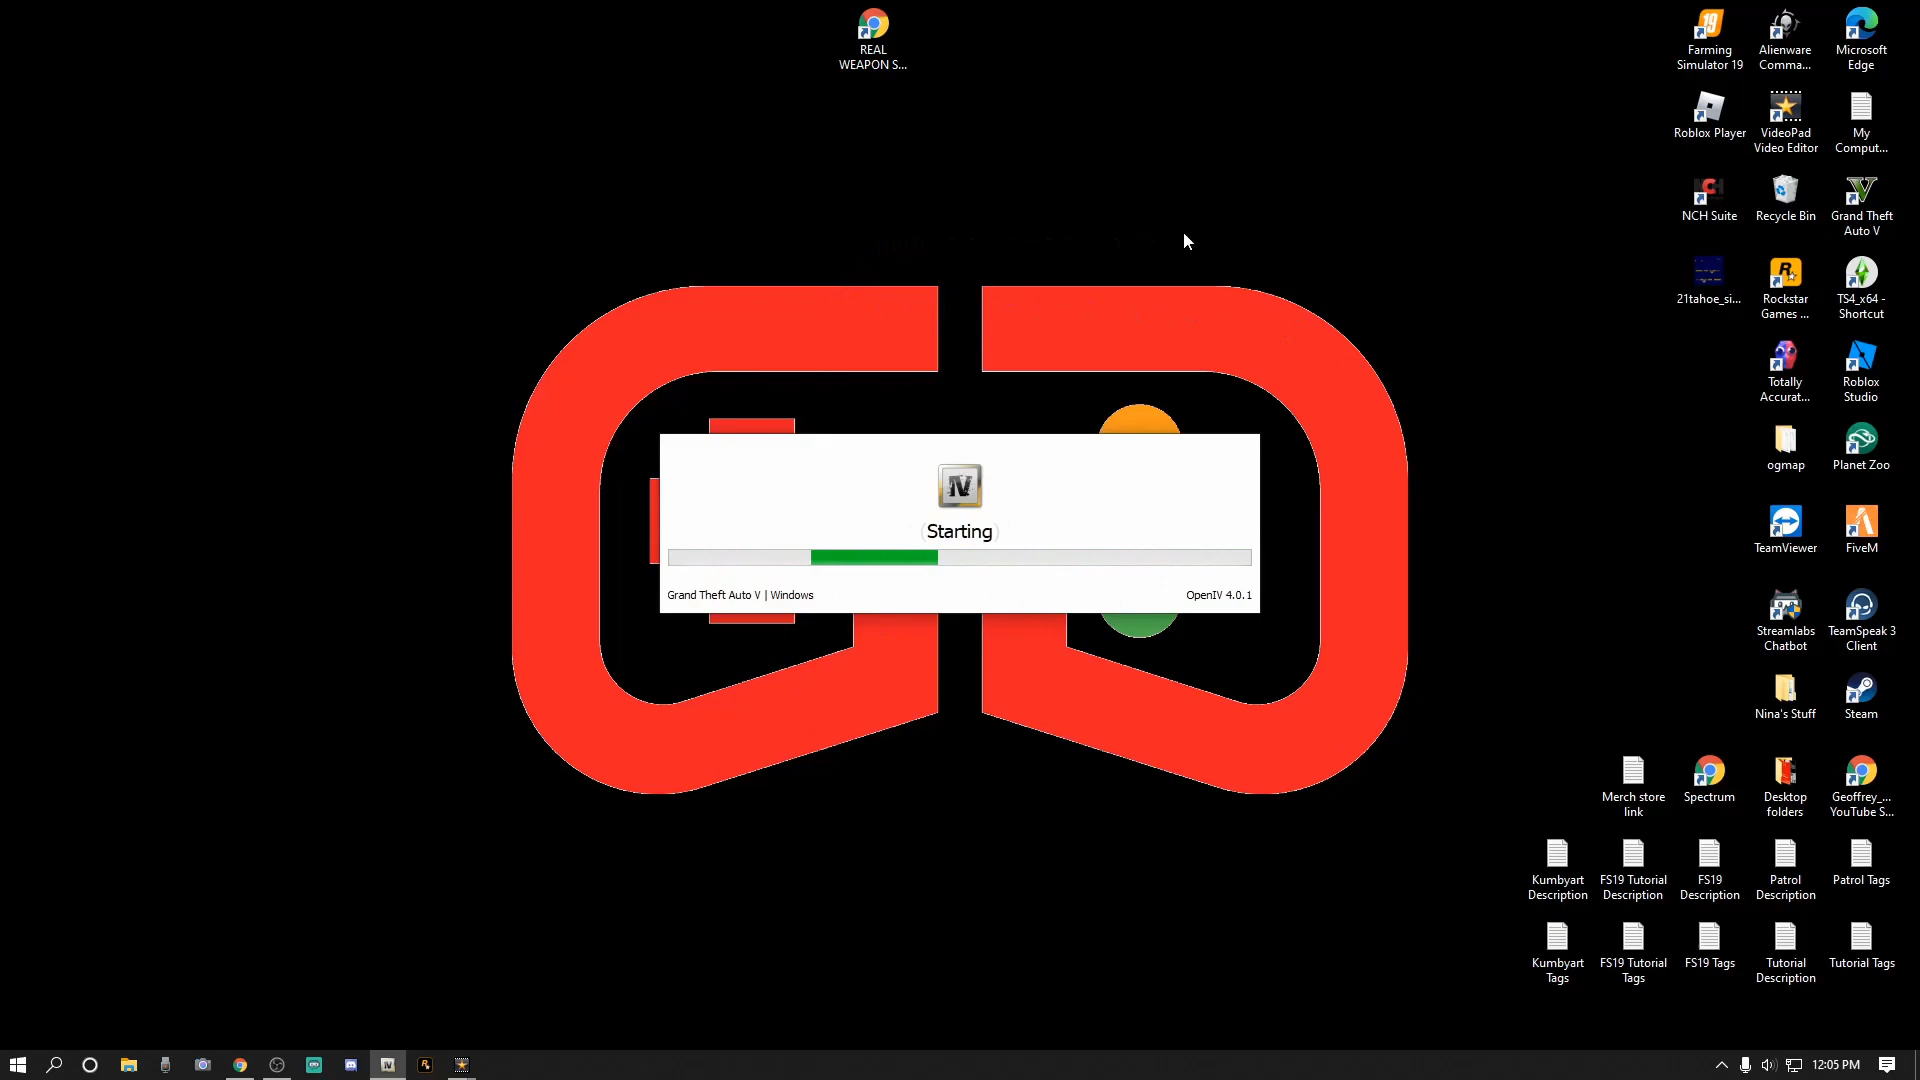 REAL
WEAPON S...
Farming
Simulator 19
Alienware
Comma...
Microsoft
Edge
Roblox Player
VideoPad
Video Editor
My
Comput...
NCH Suite
Recycle Bin
Grand Theft
Auto V
21tahoe_si...
Rockstar
Games ...
TS4_x64 -
Shortcut
Totally
Accurat...
Roblox
Studio
ogmap
Planet Zoo
TeamViewer
FiveM
Streamlabs
Chatbot
TeamSpeak 3
Client
Nina's Stuff
Steam
Merch store
link
Spectrum
Desktop
folders
Geoffrey_...
YouTube S...
Kumbyart
Description
FS19 Tutorial
Description
FS19
Description
Patrol
Description
Patrol Tags
Kumbyart
Tags
FS19 Tutorial
Tags
FS19 Tags
Tutorial
Description
Tutorial Tags
IV
Starting
Grand Theft Auto V | Windows
OpenIV 4.0.1
12:05 PM